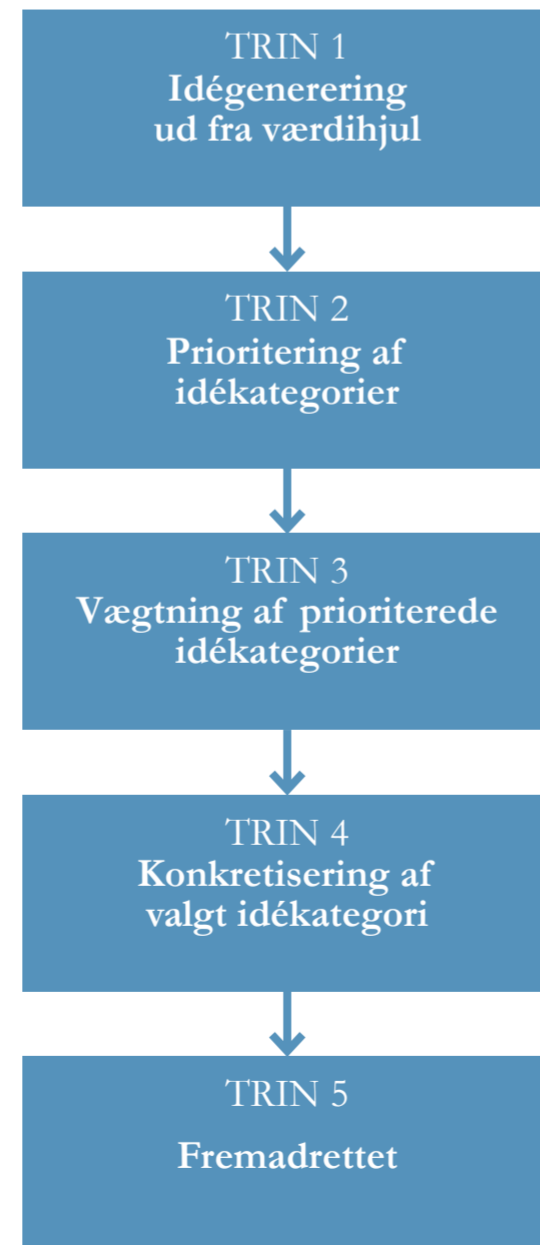 TRIN 1
Idégenerering
ud fra værdihjul
TRIN 2
Prioritering af
idékategorier
TRIN 3
Vægtning af prioriterede
idékategorier
TRIN 4
Konkretisering af
valgt idékategori
TRIN 5
Fremadrettet